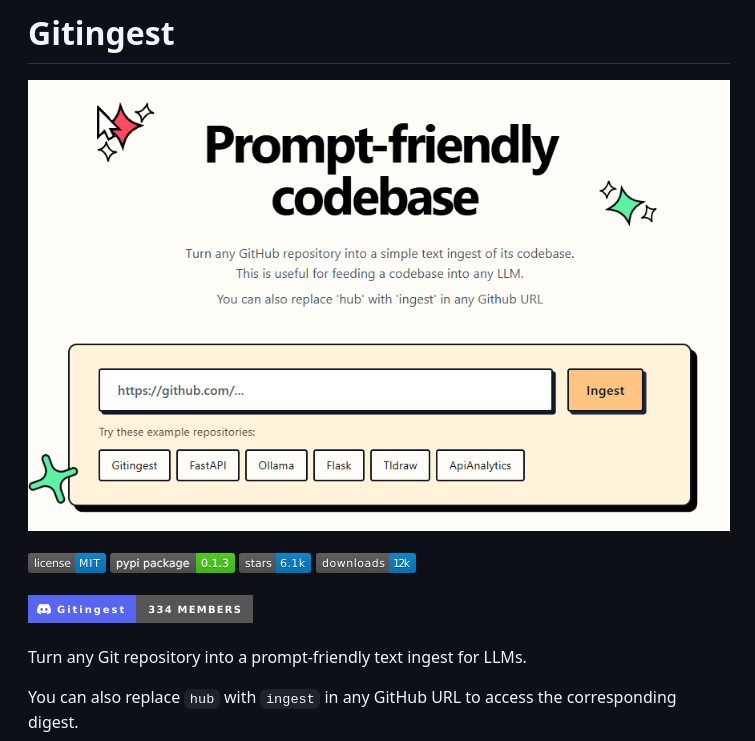 Gitingest
Prompt-friendly
codebase
Turn any GitHub repository into a simple text ingest of its codebase.
This is useful for feeding a codebase into any LLM.
You can also replace 'hub' with 'ingest' in any Github URL
https://github.com/...
Ingest
Try these example repositories:
Gitingest FastAPI Ollama Flask Tldraw ApiAnalytics
license MIT pypi package 0.1.3 stars 6.1k downloads 12k
Gitingest 334 MEMBERS
Turn any Git repository into a prompt-friendly text ingest for LLMs.
You can also replace hub with ingest in any GitHub URL to access the corresponding
digest.